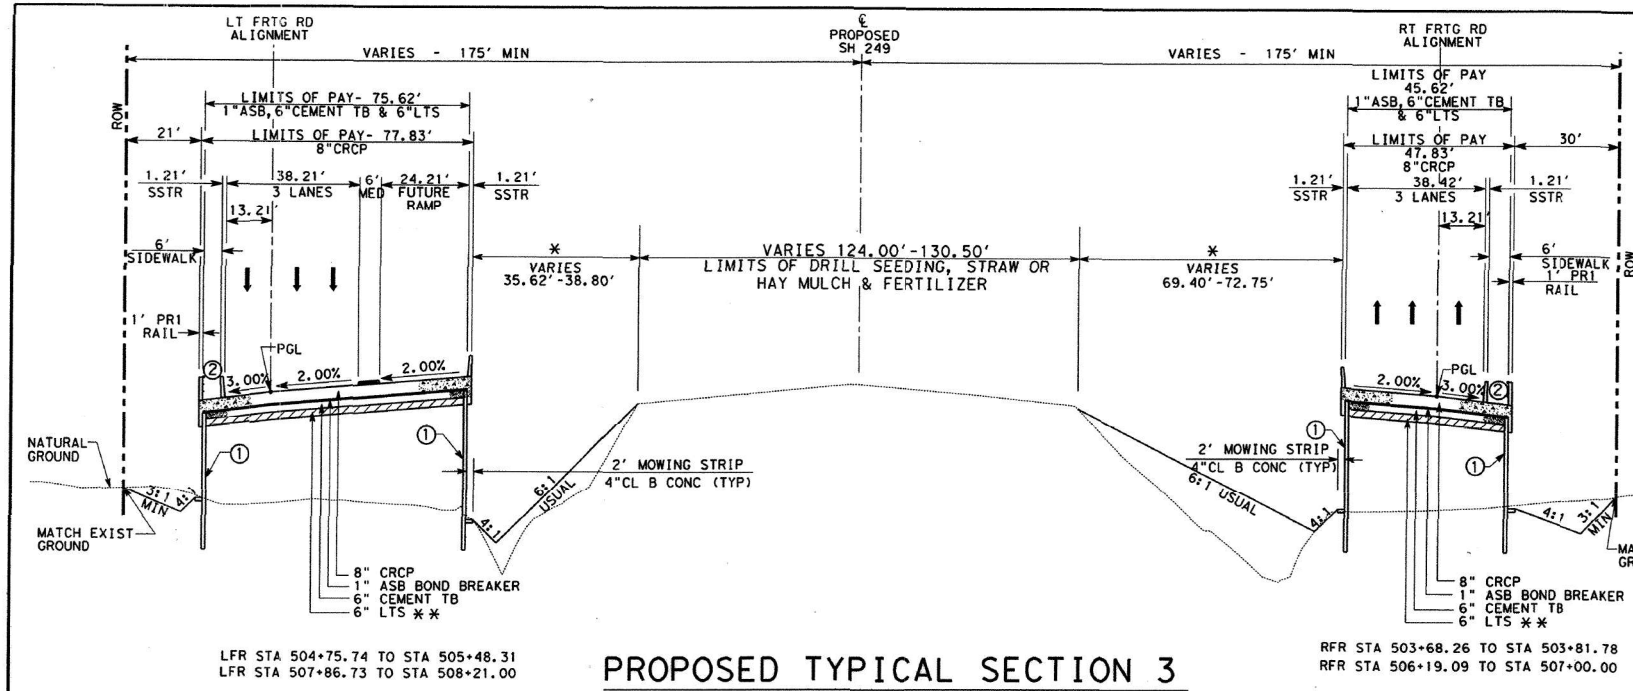 LT FRTG RD
ALIGNMENT
℄
PROPOSED
SH 249
RT FRTG RD
ALIGNMENT
VARIES - 175' MIN
VARIES - 175' MIN
ROW
LIMITS OF PAY- 75.62'
1"ASB, 6"CEMENT TB & 6"LTS
21'
LIMITS OF PAY- 77.83'
8"CRCP
1.21'
SSTR
38.21'
3 LANES
6'
MED
24.21'
FUTURE
RAMP
1.21'
SSTR
13.21'
6'
SIDEWALK
1' PR1
RAIL
*
VARIES
35.62'-38.80'
VARIES 124.00'-130.50'
LIMITS OF DRILL SEEDING, STRAW OR
HAY MULCH & FERTILIZER
*
VARIES
69.40'-72.75'
LIMITS OF PAY
45.62'
1"ASB, 6"CEMENT TB
& 6"LTS
LIMITS OF PAY
47.83'
8"CRCP
30'
1.21'
SSTR
38.42'
3 LANES
1.21'
SSTR
13.21'
6'
SIDEWALK
1' PR1
RAIL
ROW
②
3.00%
PGL
2.00%
2.00%
2.00%
PGL
3.00%
②
NATURAL
GROUND
①
①
3:1
MIN
4:1
MATCH EXIST
GROUND
2' MOWING STRIP
4"CL B CONC (TYP)
4:1
6:1
USUAL
6:1 USUAL
4:1
2' MOWING STRIP
4"CL B CONC (TYP)
①
①
4:1
3:1
MIN
MA
GR
8" CRCP
1" ASB BOND BREAKER
6" CEMENT TB
6" LTS **
8" CRCP
1" ASB BOND BREAKER
6" CEMENT TB
6" LTS **
LFR STA 504+75.74 TO STA 505+48.31
LFR STA 507+86.73 TO STA 508+21.00
PROPOSED TYPICAL SECTION 3
RFR STA 503+68.26 TO STA 503+81.78
RFR STA 506+19.09 TO STA 507+00.00